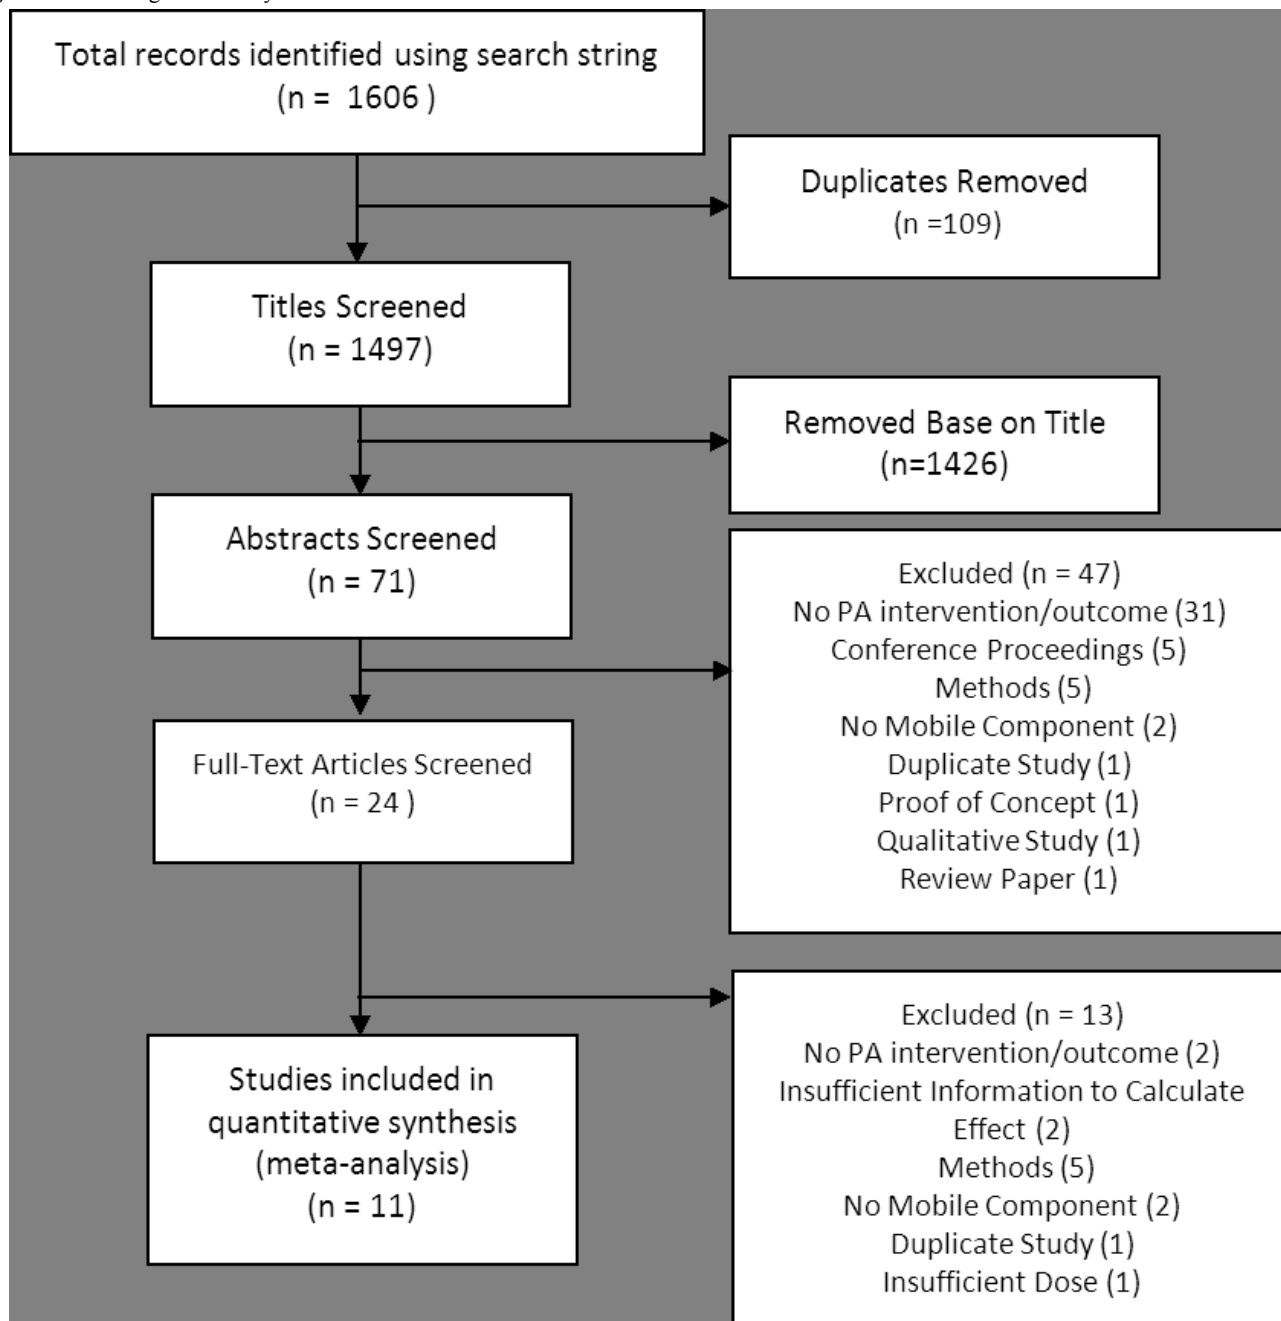 Total records identified using search string
(n =  1606 )
Duplicates Removed
(n =109)
Titles Screened
(n = 1497)
Removed Base on Title
(n=1426)
Abstracts Screened
(n = 71)
Excluded (n = 47)
No PA intervention/outcome (31)
Conference Proceedings (5)
Methods (5)
No Mobile Component (2)
Duplicate Study (1)
Proof of Concept (1)
Qualitative Study (1)
Review Paper (1)
Full-Text Articles Screened
(n = 24 )
Excluded (n = 13)
No PA intervention/outcome (2)
Insufficient Information to Calculate
Effect (2)
Methods (5)
No Mobile Component (2)
Duplicate Study (1)
Insufficient Dose (1)
Studies included in
quantitative synthesis
(meta-analysis)
(n = 11)